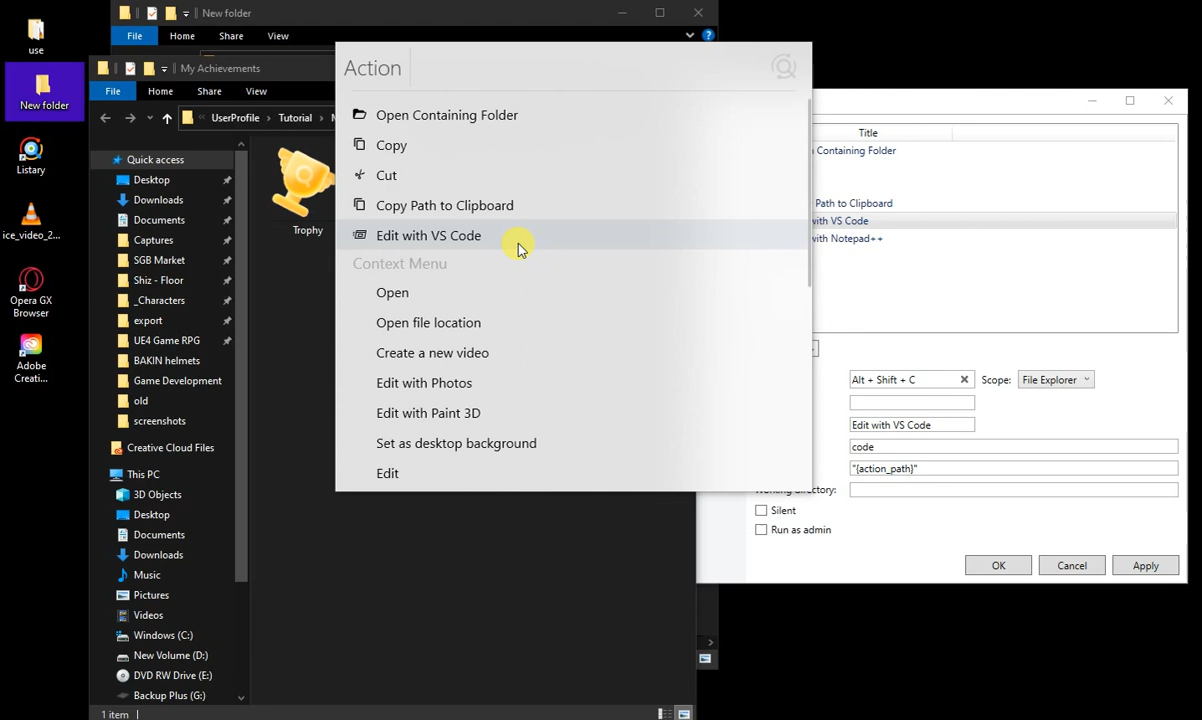 use
New folder
Listary
ice_video_2...
Opera GX
Browser
Adobe
Creati...
New folder
File Home Share View
My Achievements
File Home Share View
UserProfile Tutorial
Quick access
Desktop
Downloads
Documents
Captures
SGB Market
Shiz - Floor
_Characters
export
UE4 Game RPG
BAKIN helmets
Game Development
old
screenshots
Creative Cloud Files
This PC
3D Objects
Desktop
Documents
Downloads
Music
Pictures
Videos
Windows (C:)
New Volume (D:)
DVD RW Drive (E:)
Backup Plus (G:)
1 item
Trophy
Action
Open Containing Folder
Copy
Cut
Copy Path to Clipboard
Edit with VS Code
Context Menu
Open
Open file location
Create a new video
Edit with Photos
Edit with Paint 3D
Set as desktop background
Edit
Title
Containing Folder
Path to Clipboard
with VS Code
with Notepad++
Alt + Shift + C Scope: File Explorer
Edit with VS Code
code
"{action_path}"
Working directory:
Silent
Run as admin
OK Cancel Apply